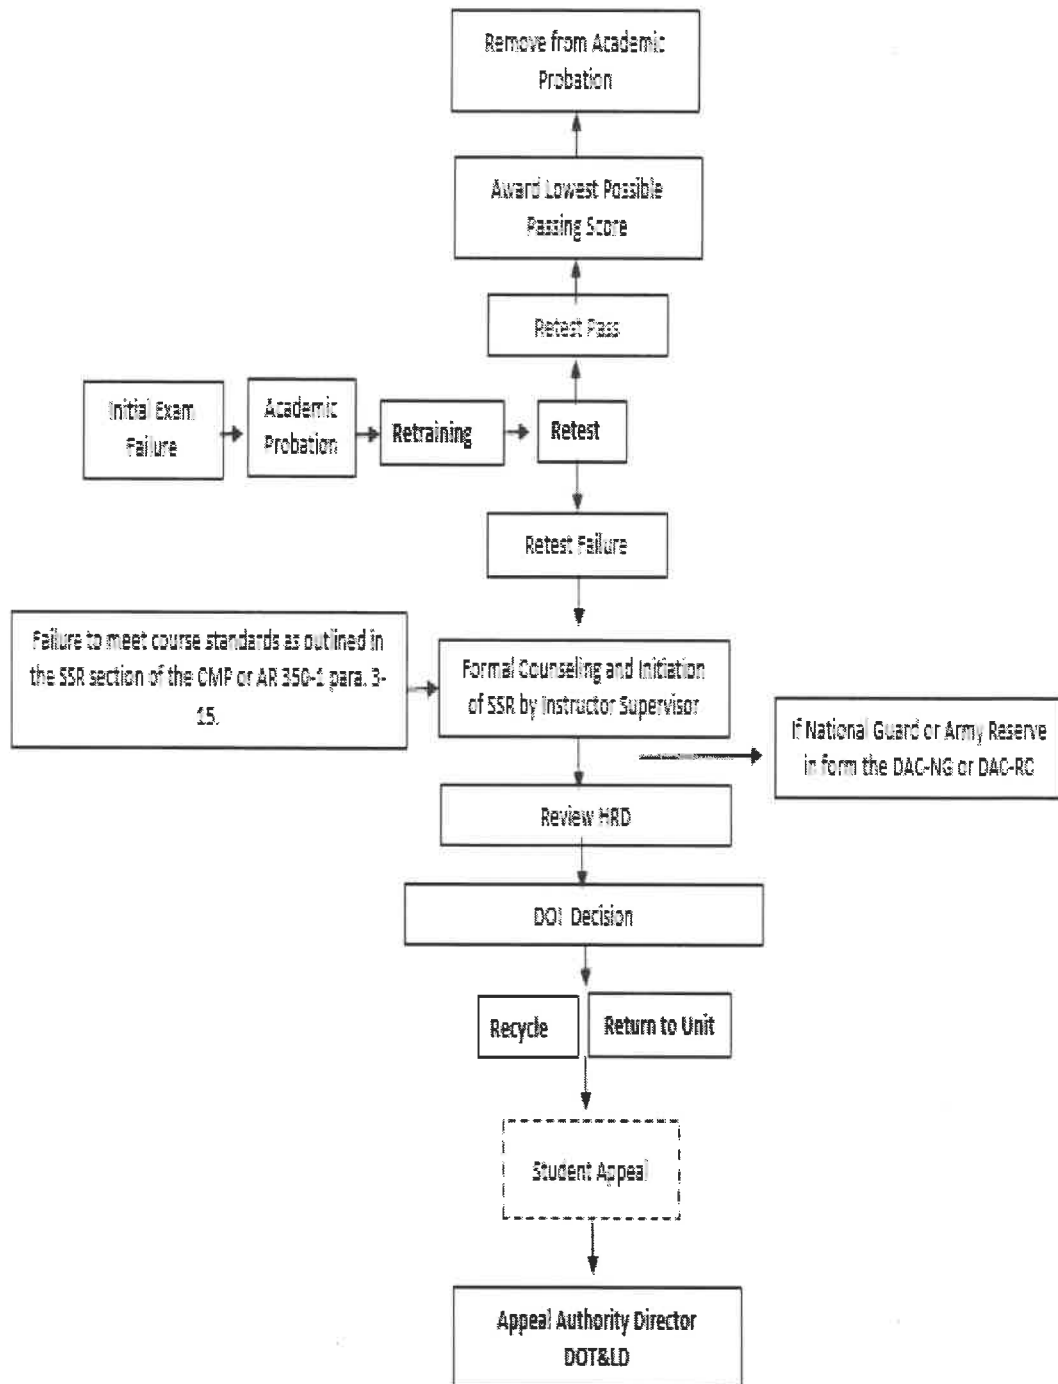 Remove from Academic
Probation
Award Lowest Possible
Passing Score
Retest Pass
Initial Exam
Failure
Academic
Probation
Retraining
Retest
Retest Failure
Failure to meet course standards as outlined in
the SSR section of the CMP or AR 350-1 para. 3-
15.
Formal Counseling and Initiation
of SSR by Instructor Supervisor
If National Guard or Army Reserve
in form the DAC-NG or DAC-RC
Review HRD
DOT Decision
Recycle
Return to Unit
Student Appeal
Appeal Authority Director
DOT&LD